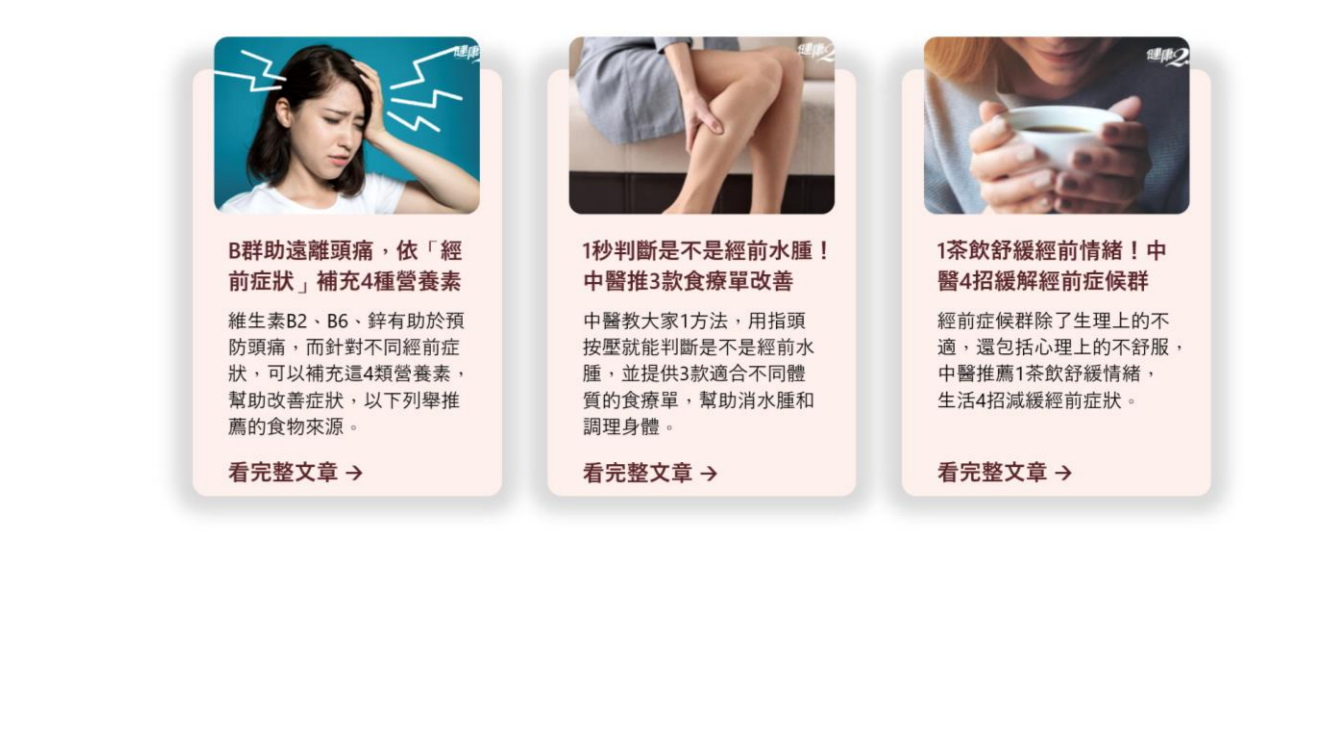 健康2
B群助遠離頭痛，依「經
前症狀」補充4種營養素
維生素B2、B6、鋅有助於預
防頭痛，而針對不同經前症
狀，可以補充這4類營養素，
幫助改善症狀，以下列舉推
薦的食物來源。
看完整文章 →
健康2
1秒判斷是不是經前水腫！
中醫推3款食療單改善
中醫教大家1方法，用指頭
按壓就能判斷是不是經前水
腫，並提供3款適合不同體
質的食療單，幫助消水腫和
調理身體。
看完整文章 →
健康2
1茶飲舒緩經前情緒！中
醫4招緩解經前症候群
經前症候群除了生理上的不
適，還包括心理上的不舒服，
中醫推薦1茶飲舒緩情緒，
生活4招減緩經前症狀。
看完整文章 →